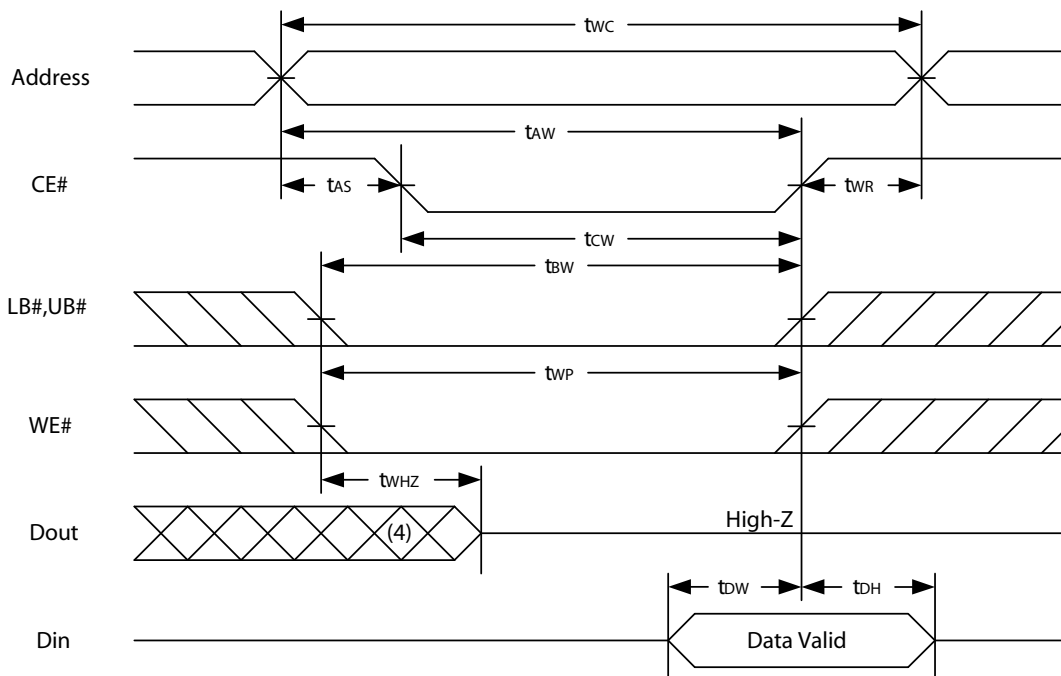 tWC
Address
tAW
CE#
tAS
tWR
tCW
tBW
LB#,UB#
tWP
WE#
tWHZ
Dout
(4)
High-Z
tDW
tDH
Din
Data Valid